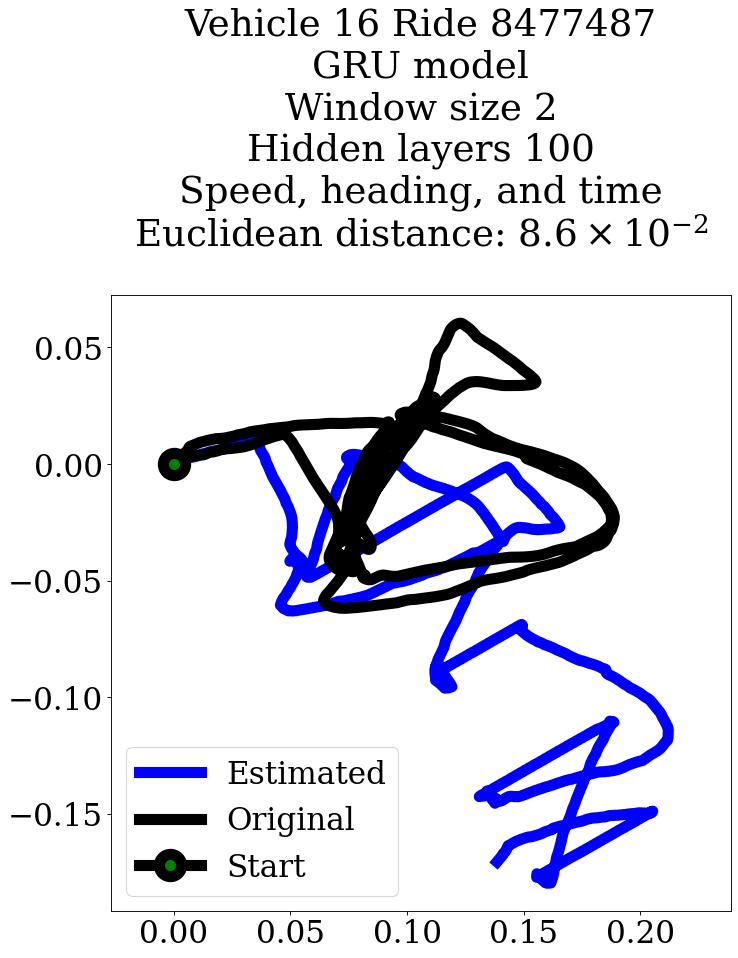 Vehicle 16 Ride 8477487
GRU model
Window size 2
Hidden layers 100
Speed, heading, and time
Euclidean distance: 8.6 × 10⁻²
0.05
0.00
−0.05
−0.10
−0.15
Estimated
Original
Start
0.00 0.05 0.10 0.15 0.20